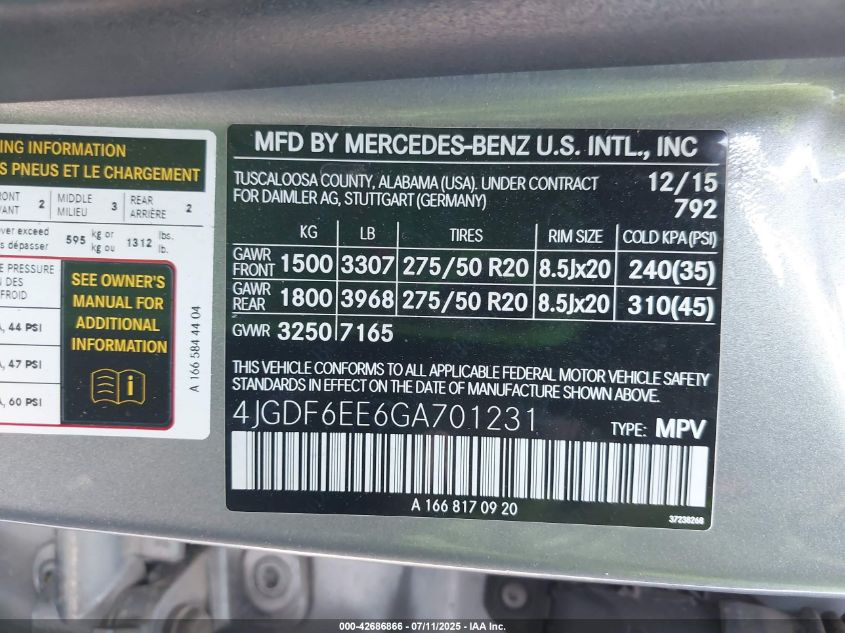 ING INFORMATION
S PNEUS ET LE CHARGEMENT
RONT 2 MIDDLE 3 REAR 2
VANT MILIEU ARRIÈRE
ver exceed 595 kg or 1312 lbs.
s dépasser kg ou lb.
E PRESSURE
N DES
FROID
A, 44 PSI
A, 47 PSI
A, 60 PSI
SEE OWNER'S
MANUAL FOR
ADDITIONAL
INFORMATION
A 166 584 44 04
MFD BY MERCEDES-BENZ U.S. INTL., INC
TUSCALOOSA COUNTY, ALABAMA (USA). UNDER CONTRACT 12/15
FOR DAIMLER AG, STUTTGART (GERMANY) 792
KG LB TIRES RIM SIZE COLD KPA(PSI)
GAWR FRONT 1500 3307 275/50 R20 8.5Jx20 240(35)
GAWR REAR 1800 3968 275/50 R20 8.5Jx20 310(45)
GVWR 3250 7165
THIS VEHICLE CONFORMS TO ALL APPLICABLE FEDERAL MOTOR VEHICLE SAFETY
STANDARDS IN EFFECT ON THE DATE OF MANUFACTURE SHOWN ABOVE.
4JGDF6EE6GA701231 TYPE: MPV
A 166 817 09 20
37238268
000-42686866 - 07/11/2025 - IAA Inc.